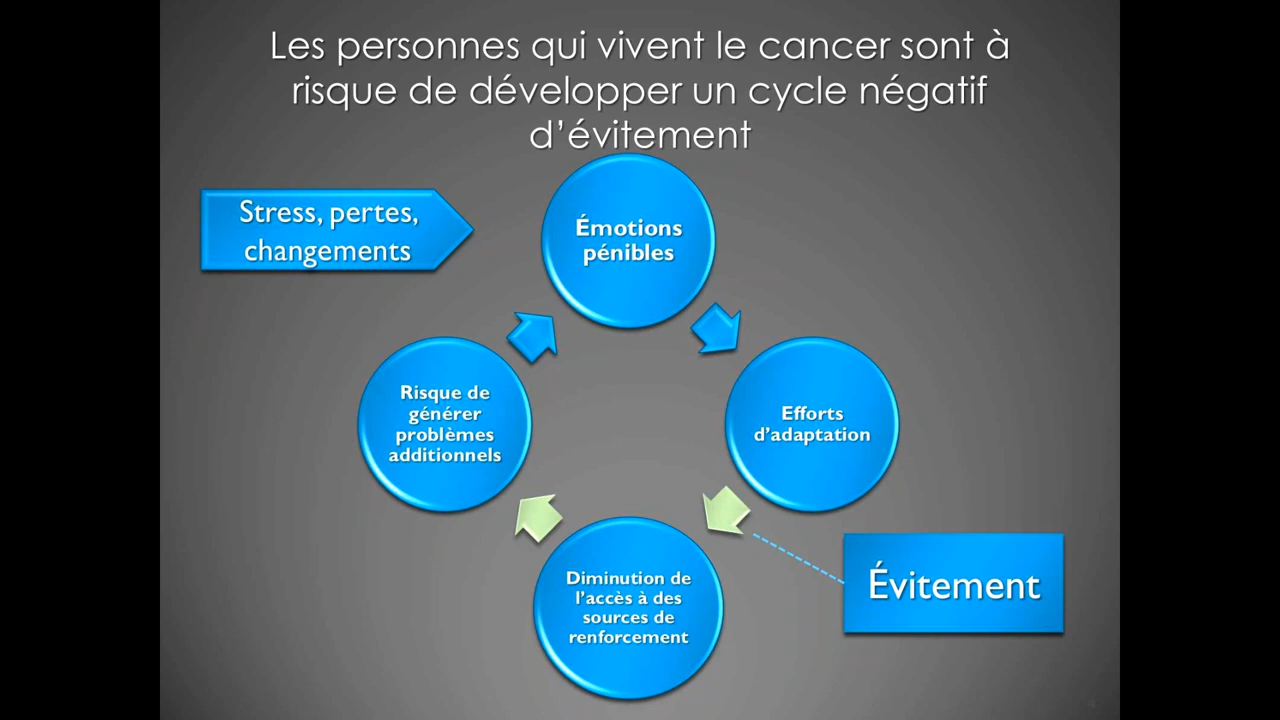 Les personnes qui vivent le cancer sont à
risque de développer un cycle négatif
d’évitement
Stress, pertes,
changements
Émotions
pénibles
Efforts
d’adaptation
Évitement
Diminution de
l’accès à des
sources de
renforcement
Risque de
générer
problèmes
additionnels